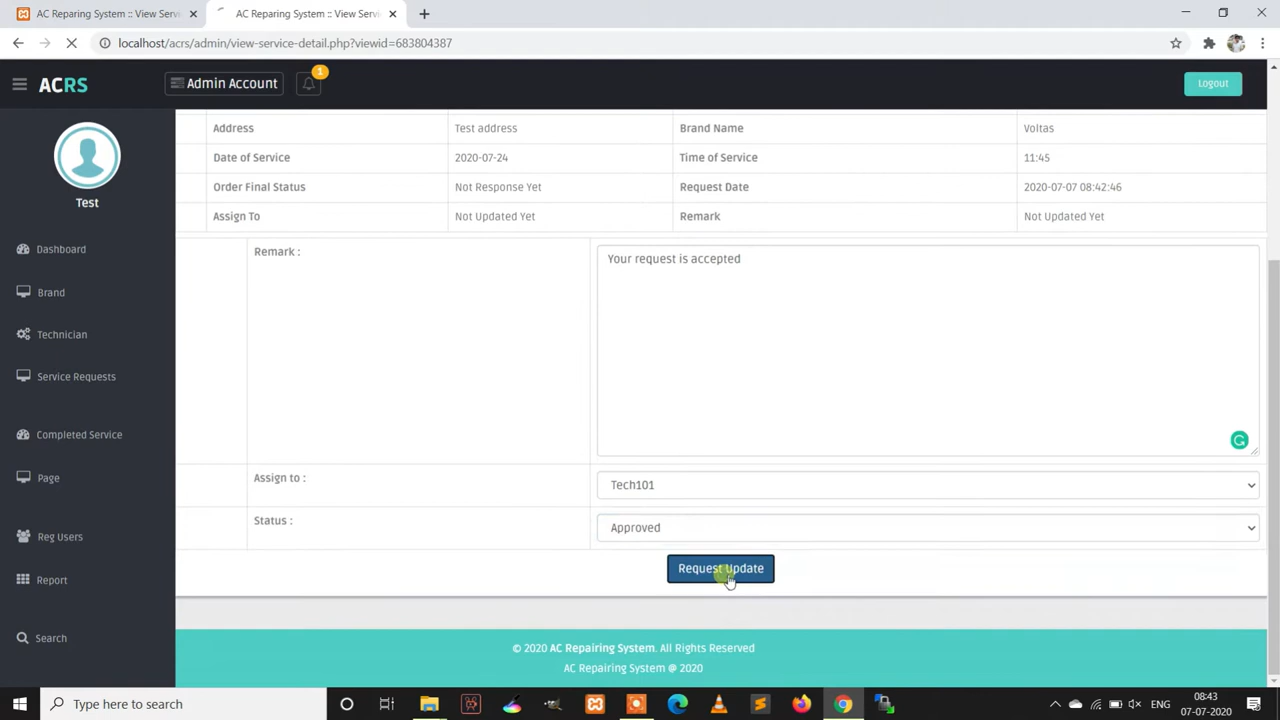 AC Reparing System :: View Servi
AC Reparing System :: View Servi
localhost/acrs/admin/view-service-detail.php?viewid=683804387
ACRS
Admin Account
1
Logout
Test
Dashboard
Brand
Technician
Service Requests
Completed Service
Page
Reg Users
Report
Search
Address Test address Brand Name Voltas
Date of Service 2020-07-24 Time of Service 11:45
Order Final Status Not Response Yet Request Date 2020-07-07 08:42:46
Assign To Not Updated Yet Remark Not Updated Yet
Remark : Your request is accepted
Assign to : Tech101
Status : Approved
Request Update
© 2020 AC Repairing System. All Rights Reserved
AC Repairing System @ 2020
Type here to search
ENG
08:43
07-07-2020